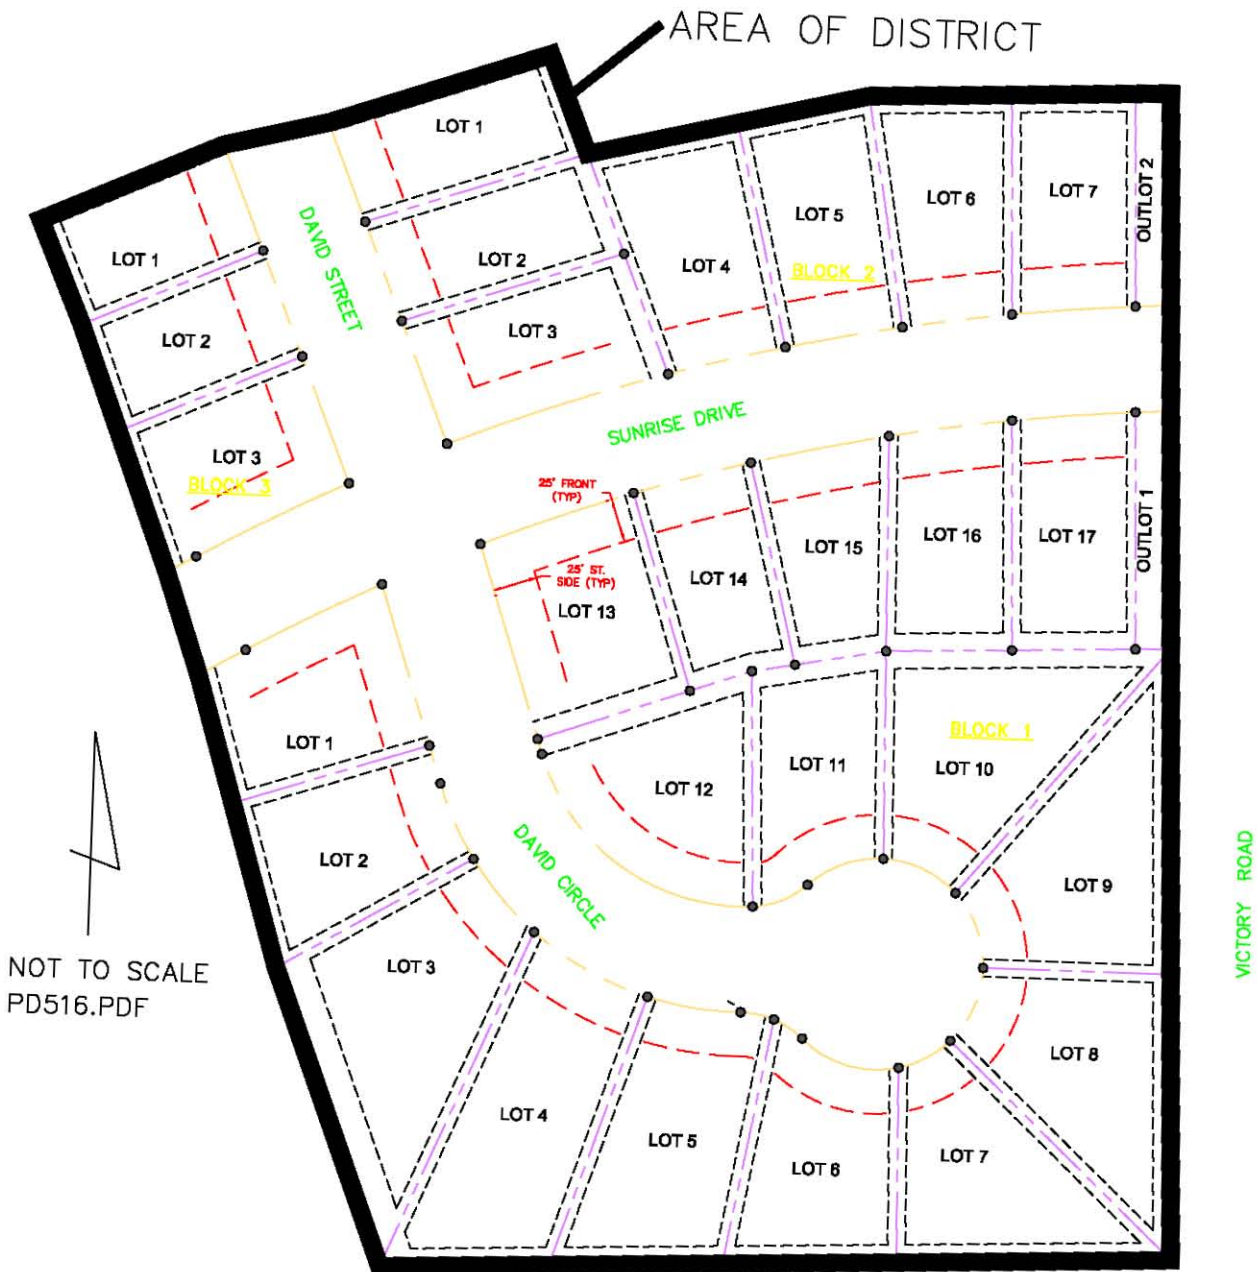 AREA OF DISTRICT
LOT 1
LOT 4
LOT 5
LOT 6
LOT 7
OUTLOT 2
LOT 1
DAVID STREET
LOT 2
BLOCK 2
LOT 2
LOT 3
SUNRISE DRIVE
LOT 3
BLOCK 3
25' FRONT
(TYP)
25' ST.
SIDE (TYP)
LOT 13
LOT 14
LOT 15
LOT 16
LOT 17
OUTLOT 1
LOT 1
BLOCK 1
LOT 12
LOT 11
LOT 10
LOT 2
DAVID CIRCLE
LOT 9
VICTORY ROAD
LOT 3
NOT TO SCALE
PD516.PDF
LOT 8
LOT 4
LOT 5
LOT 6
LOT 7